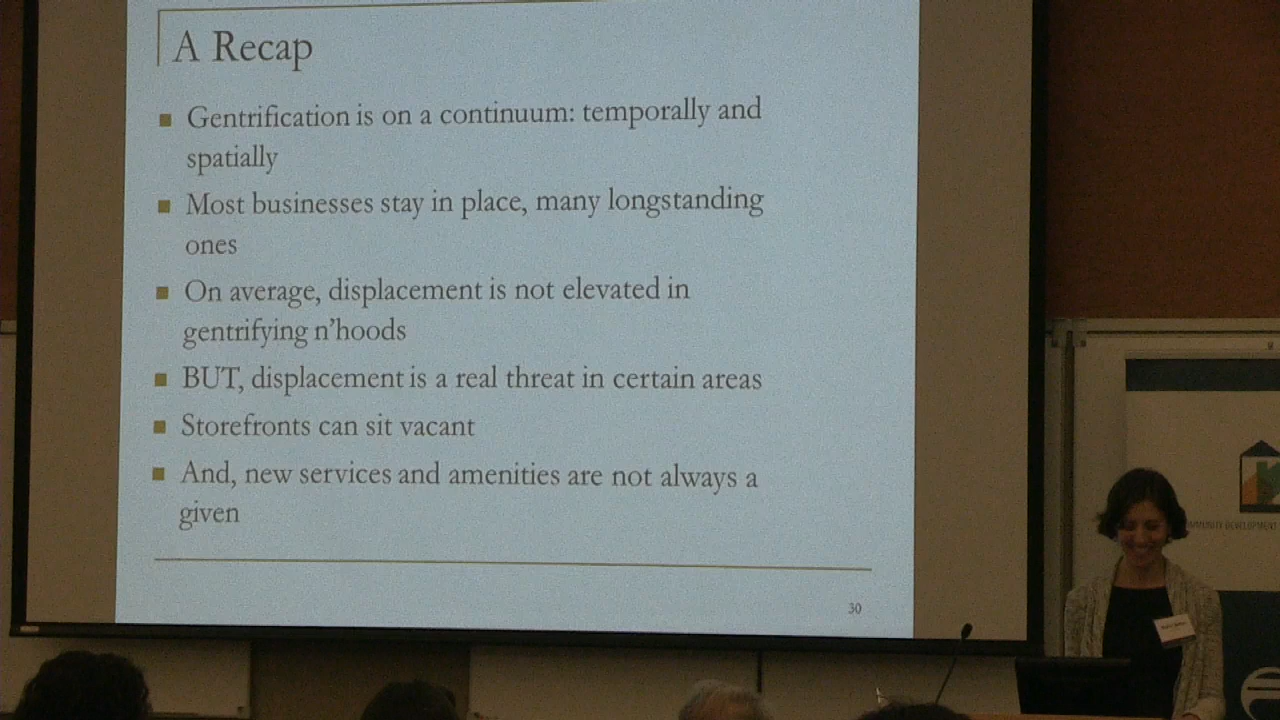 A Recap
Gentrification is on a continuum: temporally and
spatially
Most businesses stay in place, many longstanding
ones
On average, displacement is not elevated in
gentrifying n'hoods
BUT, displacement is a real threat in certain areas
Storefronts can sit vacant
And, new services and amenities are not always a
given
30
DEVELOPMENT